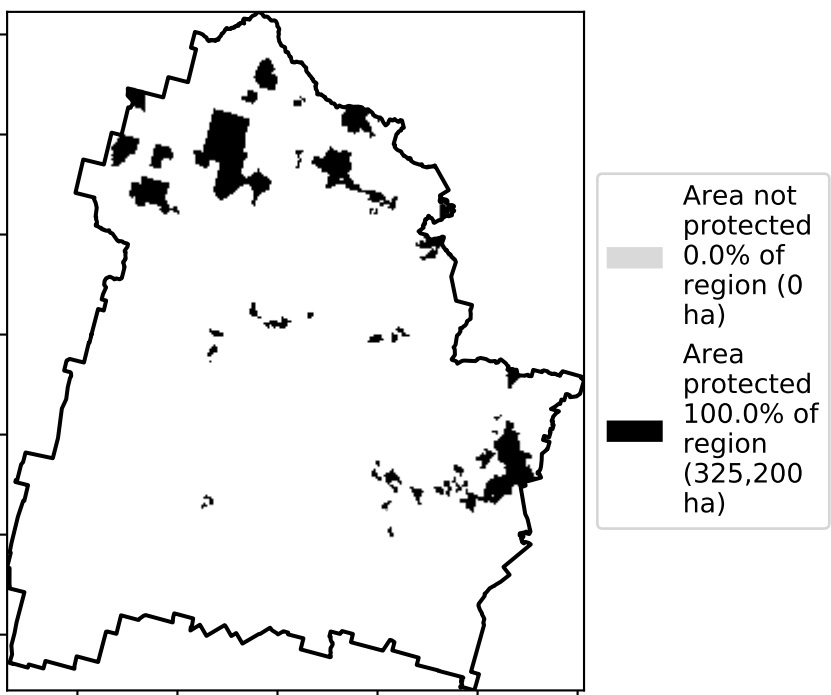 Area not
protected
0.0% of
region (0
ha)
Area
protected
100.0% of
region
(325,200
ha)